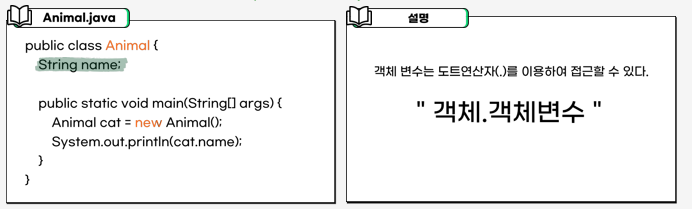 Animal.java
public class Animal {
String name;
public static void main(String[] args) {
Animal cat = new Animal();
System.out.println(cat.name);
}
}
설명
객체 변수는 도트연산자(.)를 이용하여 접근할 수 있다.
" 객체.객체변수 "